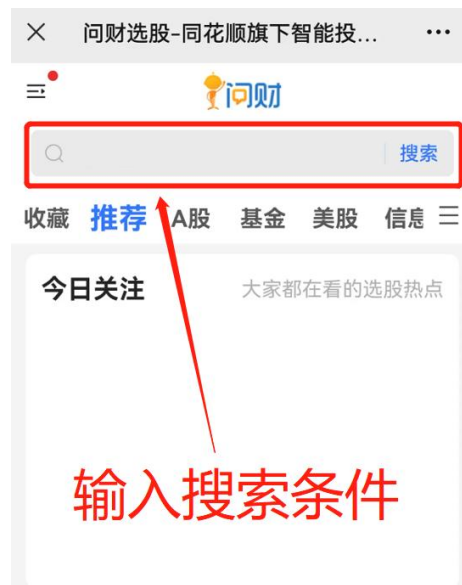 问财选股-同花顺旗下智能投...
问财
搜索
收藏 推荐 A股 基金 美股 信息
今日关注 大家都在看的选股热点
输入搜索条件